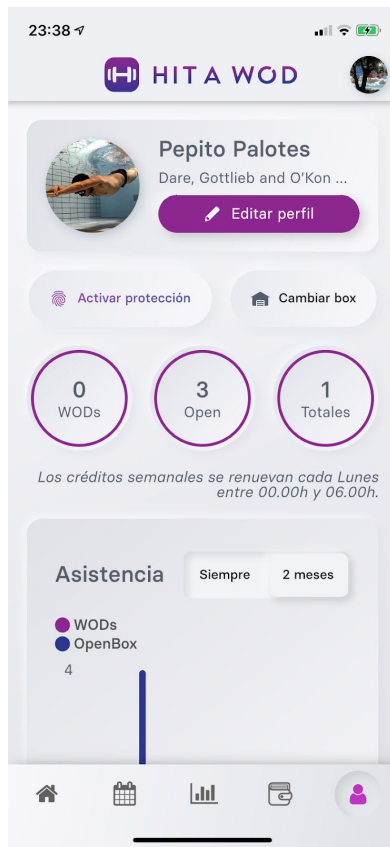 23:38
HIT A WOD
Pepito Palotes
Dare, Gottlieb and O'Kon ...
Editar perfil
Activar protección
Cambiar box
0
WODs
3
Open
1
Totales
Los créditos semanales se renuevan cada Lunes
entre 00.00h y 06.00h.
Asistencia
Siempre
2 meses
WODs
OpenBox
4